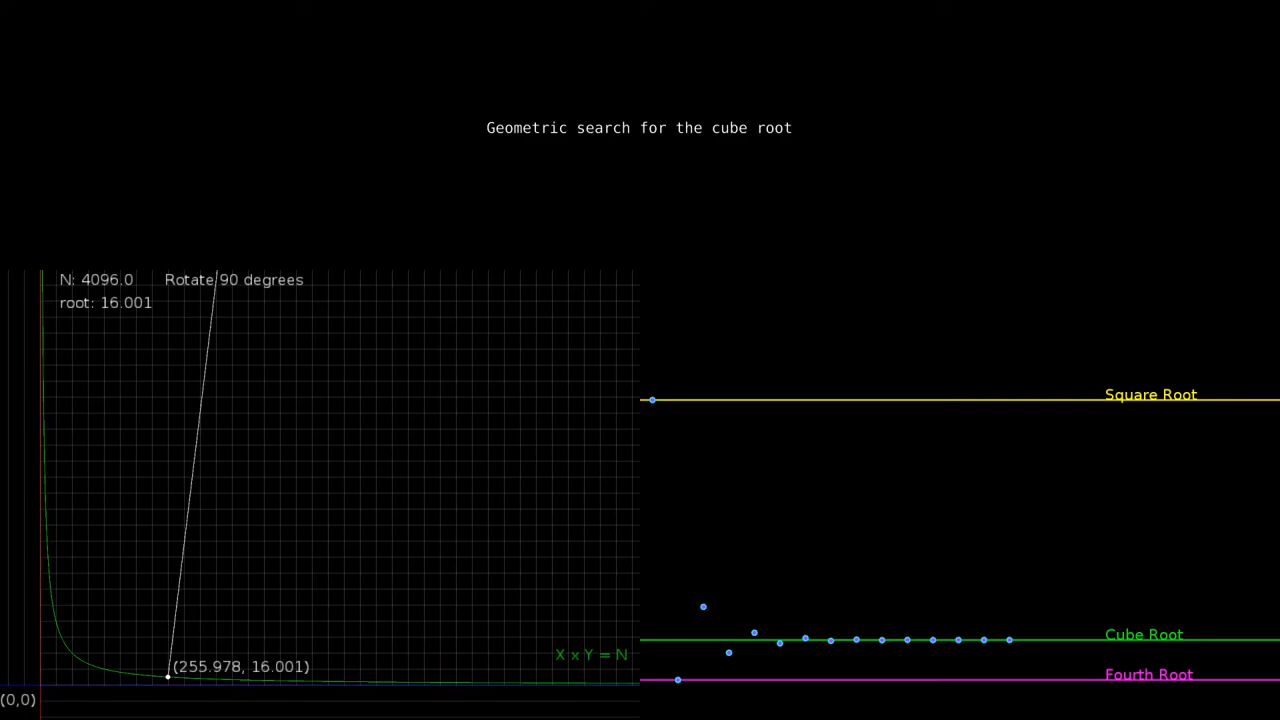 Geometric search for the cube root
N: 4096.0 Rotate 90 degrees
root: 16.001
Square Root
Cube Root
X x Y = N
(255.978, 16.001)
Fourth Root
(0,0)